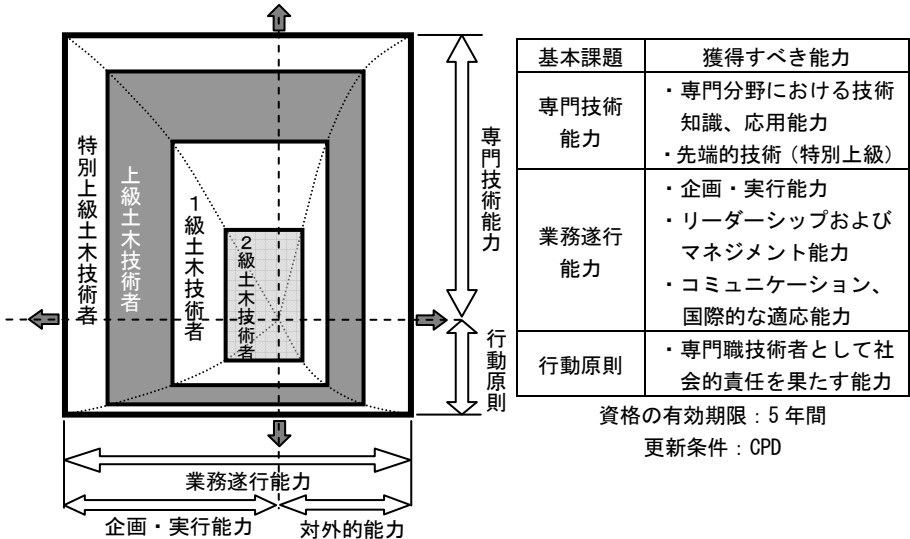 特別上級土木技術者
上級土木技術者
1級土木技術者
2級土木技術者
専門技術能力
行動原則
業務遂行能力
企画・実行能力
対外的能力
基本課題 獲得すべき能力
専門技術
能力
・専門分野における技術
知識、応用能力
・先端的技術（特別上級）
業務遂行
能力
・企画・実行能力
・リーダーシップおよび
マネジメント能力
・コミュニケーション、
国際的な適応能力
行動原則
・専門職技術者として社
会的責任を果たす能力
資格の有効期限：5年間
更新条件：CPD